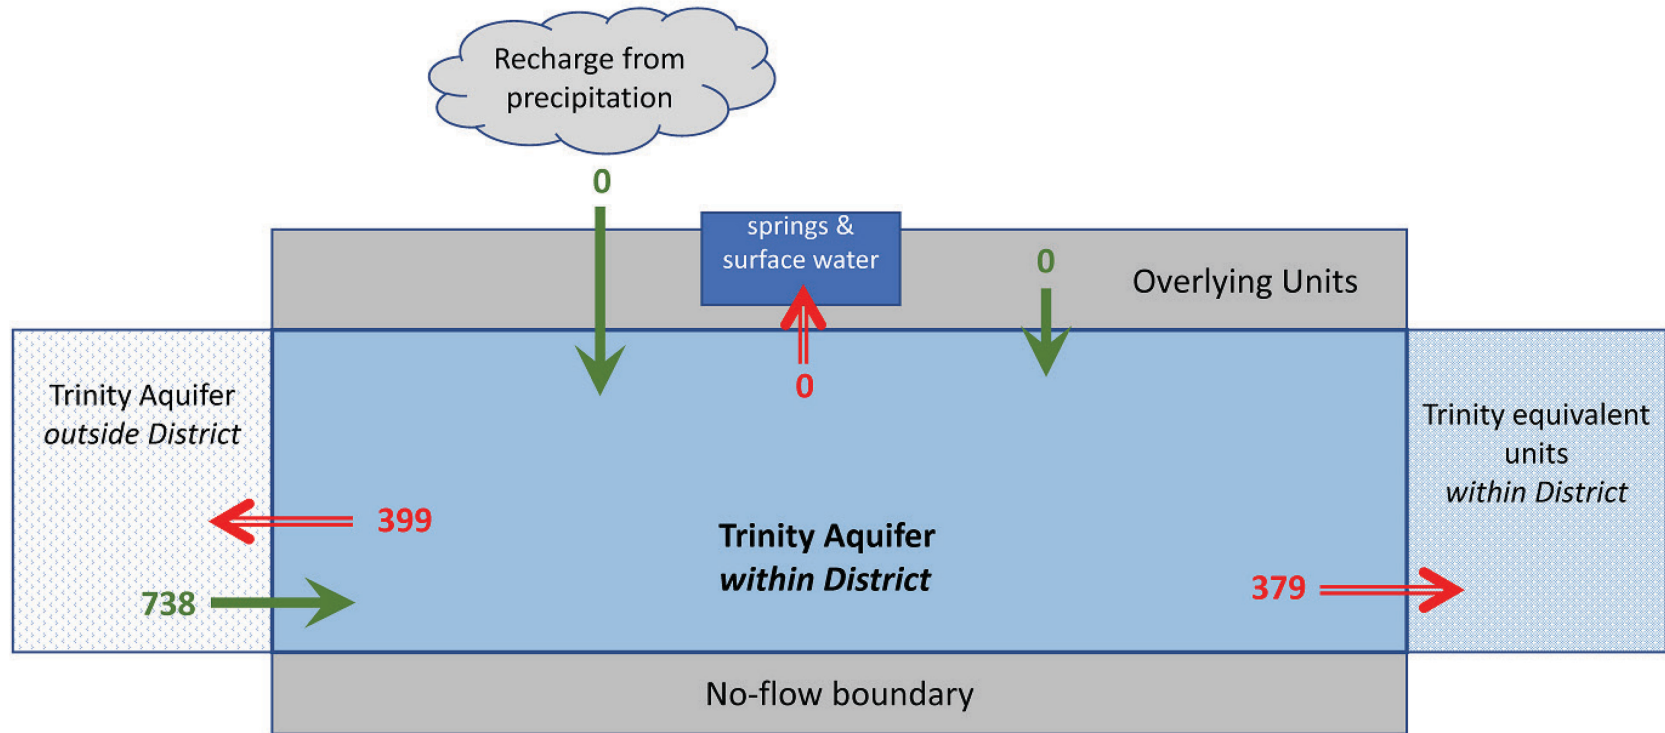 Recharge from
precipitation
0
springs &
surface water
0
Overlying Units
0
Trinity Aquifer
outside District
Trinity equivalent
units
within District
399
738
Trinity Aquifer
within District
379
No-flow boundary